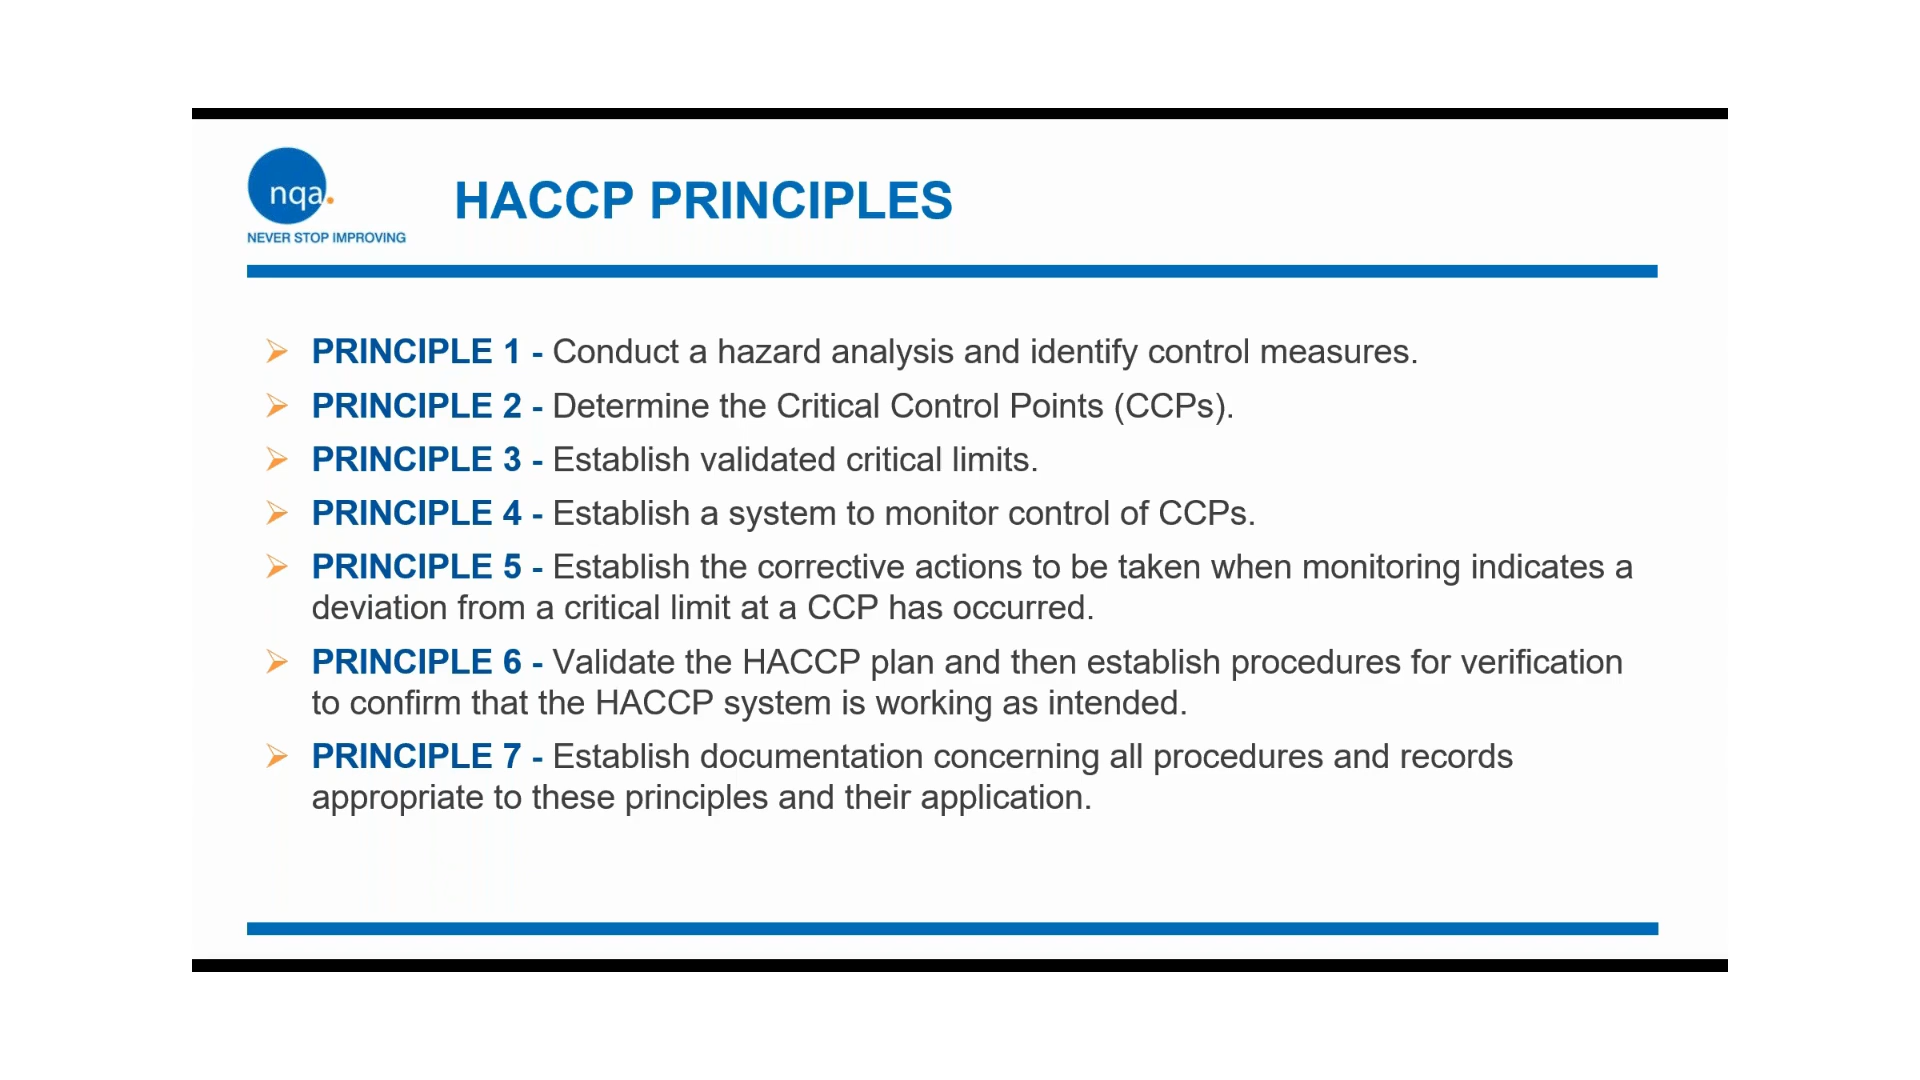 nqa.
NEVER STOP IMPROVING
HACCP PRINCIPLES
PRINCIPLE 1 - Conduct a hazard analysis and identify control measures.
PRINCIPLE 2 - Determine the Critical Control Points (CCPs).
PRINCIPLE 3 - Establish validated critical limits.
PRINCIPLE 4 - Establish a system to monitor control of CCPs.
PRINCIPLE 5 - Establish the corrective actions to be taken when monitoring indicates a
deviation from a critical limit at a CCP has occurred.
PRINCIPLE 6 - Validate the HACCP plan and then establish procedures for verification
to confirm that the HACCP system is working as intended.
PRINCIPLE 7 - Establish documentation concerning all procedures and records
appropriate to these principles and their application.